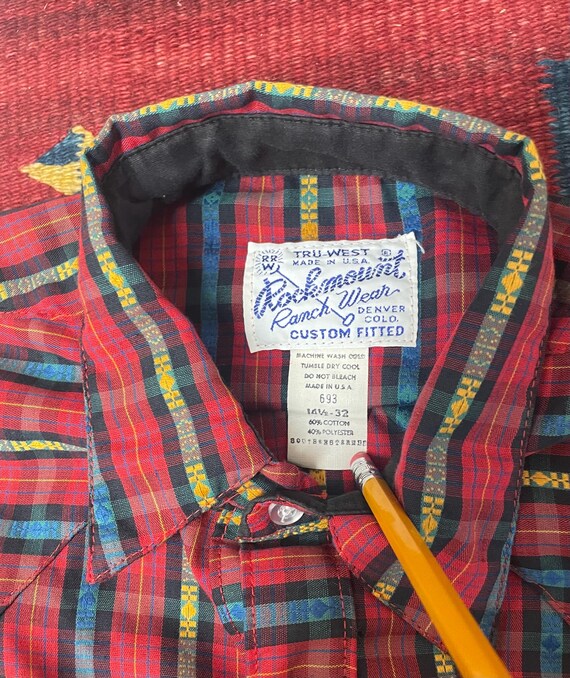 RR
W
TRU-WEST ®
MADE IN U.S.A.
Rockmount
Ranch Wear
DENVER
COLO.
CUSTOM FITTED
MACHINE WASH COLD
TUMBLE DRY COOL
DO NOT BLEACH
MADE IN U.S.A.
693
14½-32
60% COTTON
40% POLYESTER